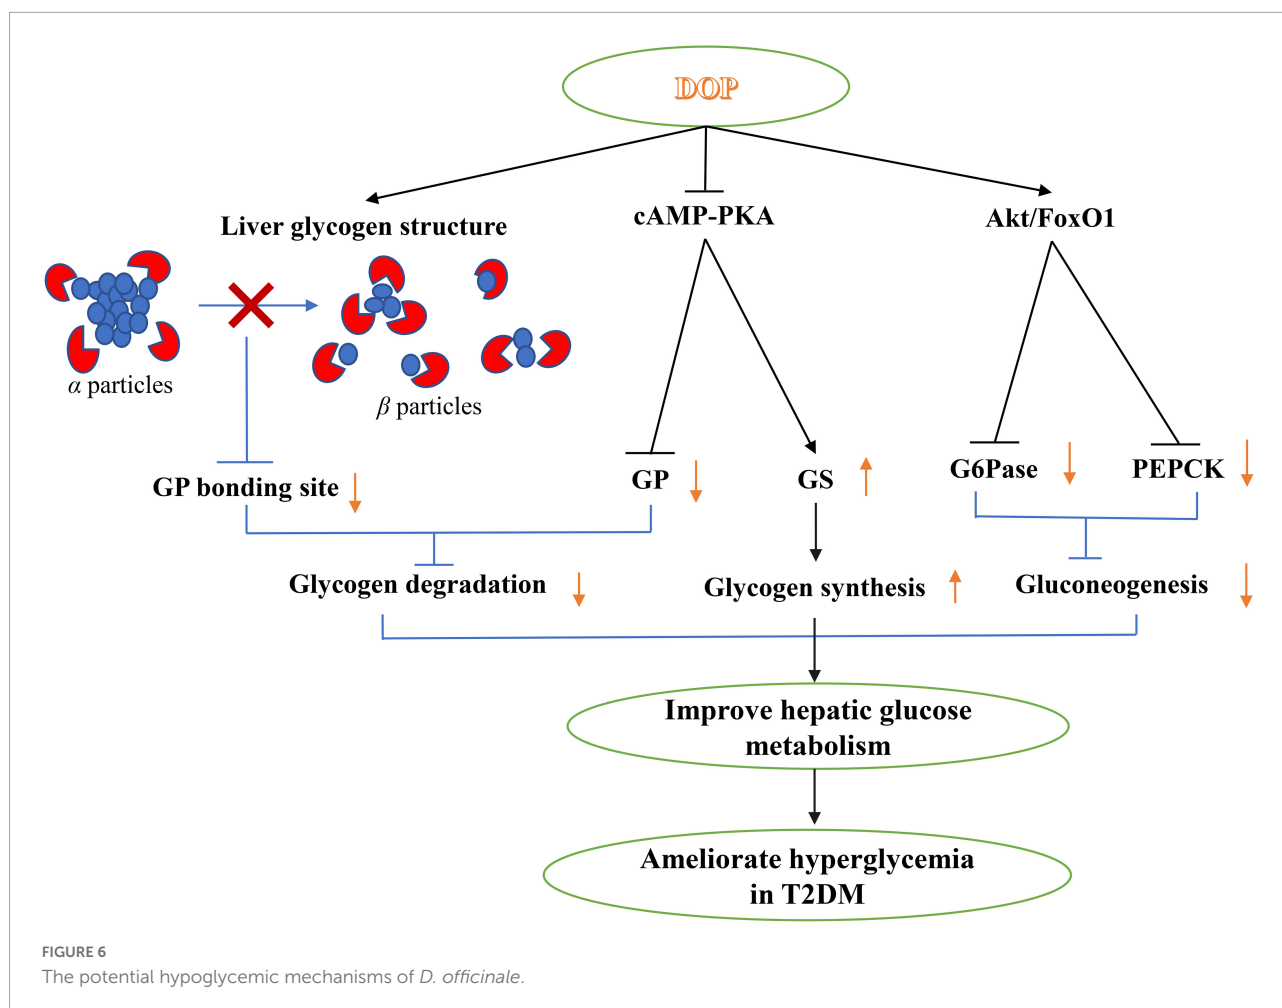 DOP
Liver glycogen structure
cAMP-PKA
Akt/FoxO1
α particles
β particles
GP bonding site
GP
GS
G6Pase
PEPCK
Glycogen degradation
Glycogen synthesis
Gluconeogenesis
Improve hepatic glucose
metabolism
Ameliorate hyperglycemia
in T2DM
FIGURE 6
The potential hypoglycemic mechanisms of D. officinale.